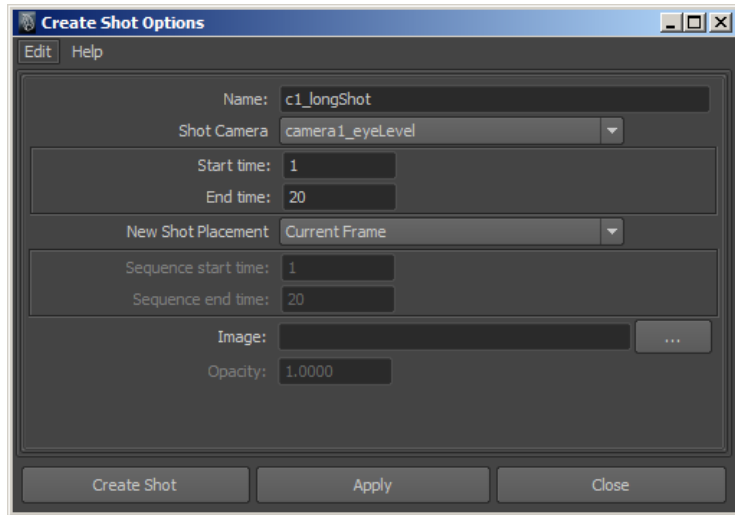 Create Shot Options
Edit Help
Name: c1_longShot
Shot Camera camera1_eyeLevel
Start time: 1
End time: 20
New Shot Placement Current Frame
Sequence start time: 1
Sequence end time: 20
Image: ...
Opacity: 1.0000
Create Shot Apply Close